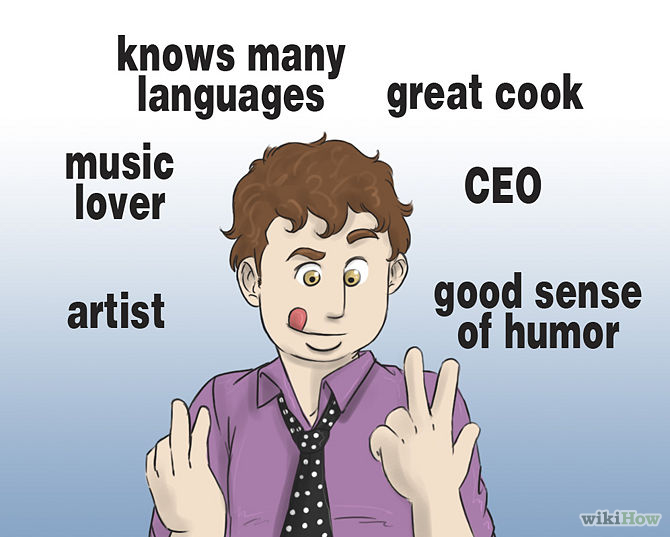 knows many
languages
great cook
music
lover
CEO
artist
good sense
of humor
wikiHow